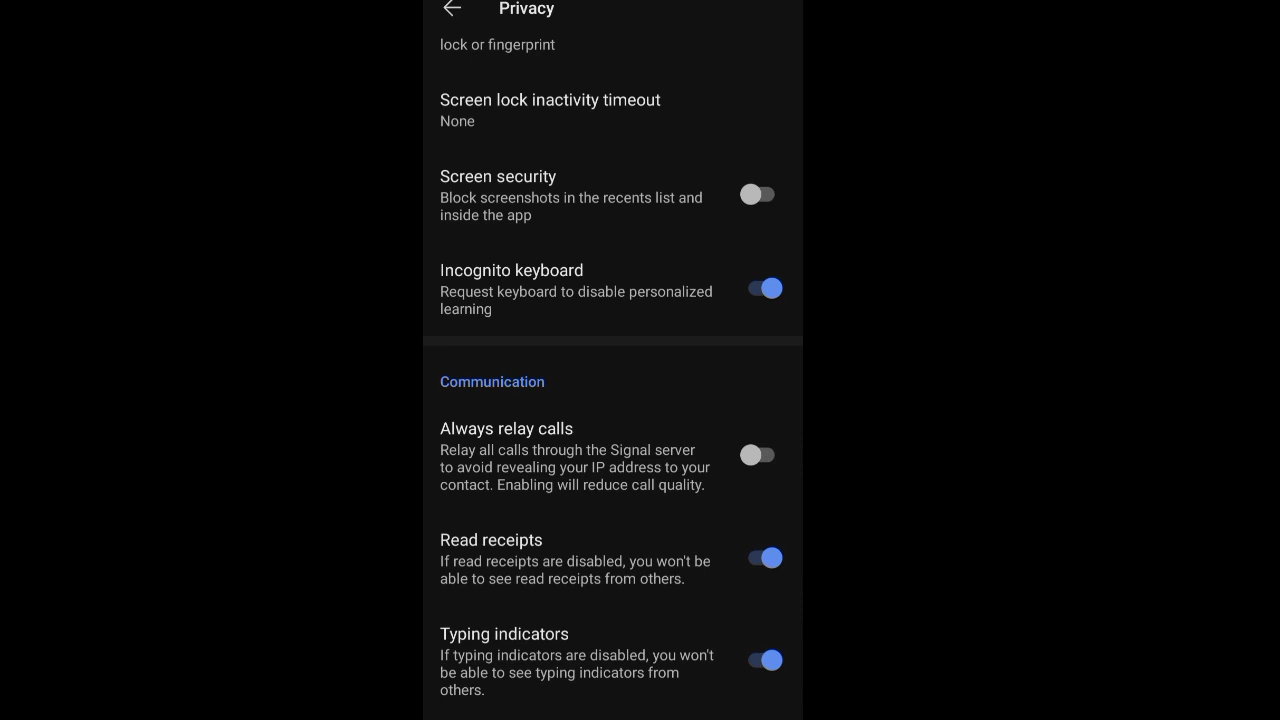 Privacy
lock or fingerprint
Screen lock inactivity timeout
None
Screen security
Block screenshots in the recents list and
inside the app
Incognito keyboard
Request keyboard to disable personalized
learning
Communication
Always relay calls
Relay all calls through the Signal server
to avoid revealing your IP address to your
contact. Enabling will reduce call quality.
Read receipts
If read receipts are disabled, you won't be
able to see read receipts from others.
Typing indicators
If typing indicators are disabled, you won't
be able to see typing indicators from
others.